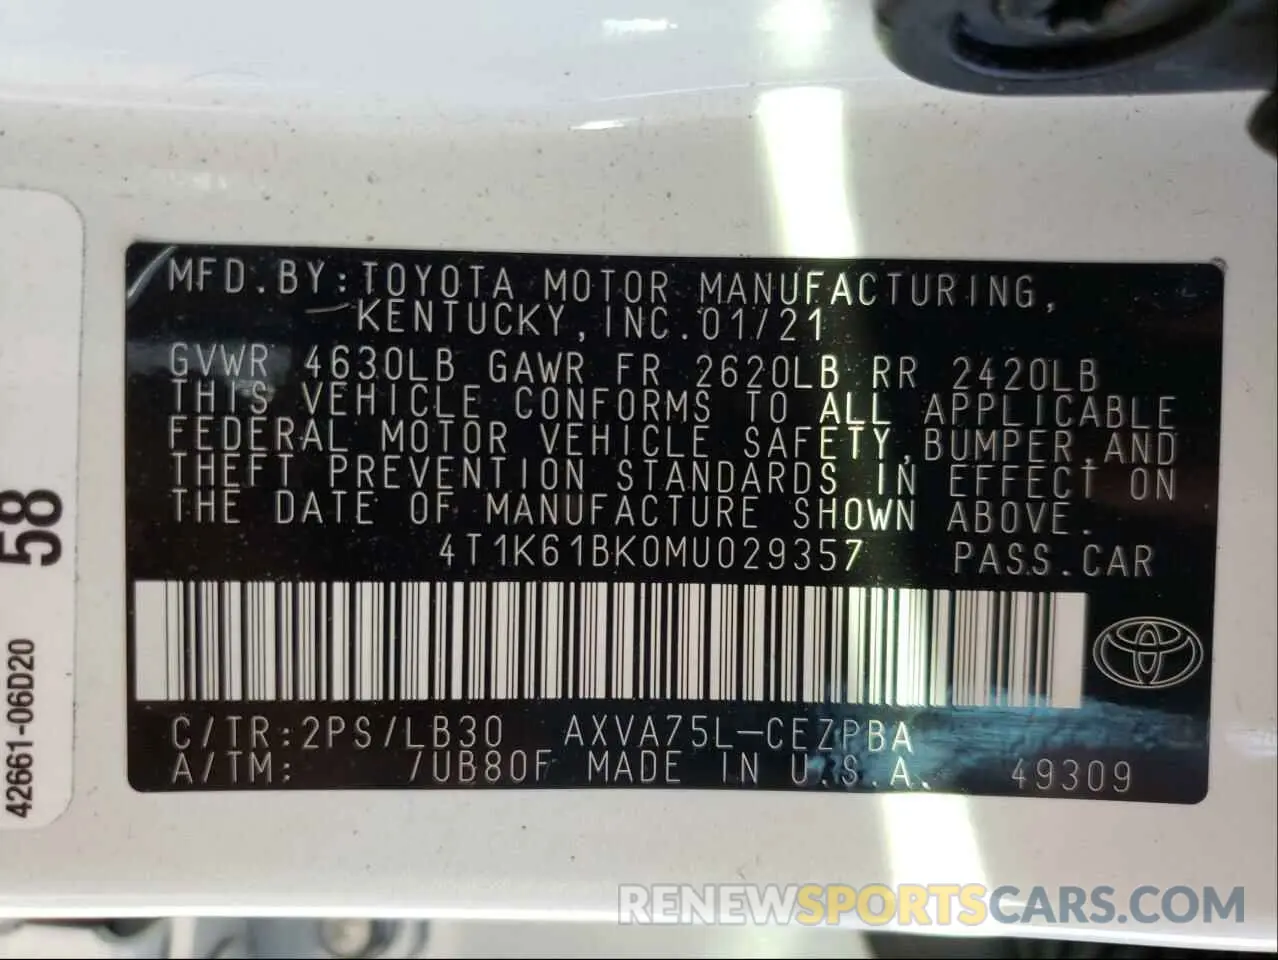 MFD.BY:TOYOTA MOTOR MANUFACTURING,
KENTUCKY,INC.01/21
GVWR 4630LB GAWR FR 2620LB RR 2420LB
THIS VEHICLE CONFORMS TO ALL APPLICABLE
FEDERAL MOTOR VEHICLE SAFETY,BUMPER,AND
THEFT PREVENTION STANDARDS IN EFFECT ON
THE DATE OF MANUFACTURE SHOWN ABOVE.
4T1K61BK0MU029357 PASS.CAR
C/TR:2PS/LB30 AXVA75L-CEZPBA
A/TM: /UB80F MADE IN U.S.A. 49309
58
42661-06D20
RENEWSPORTSCARS.COM